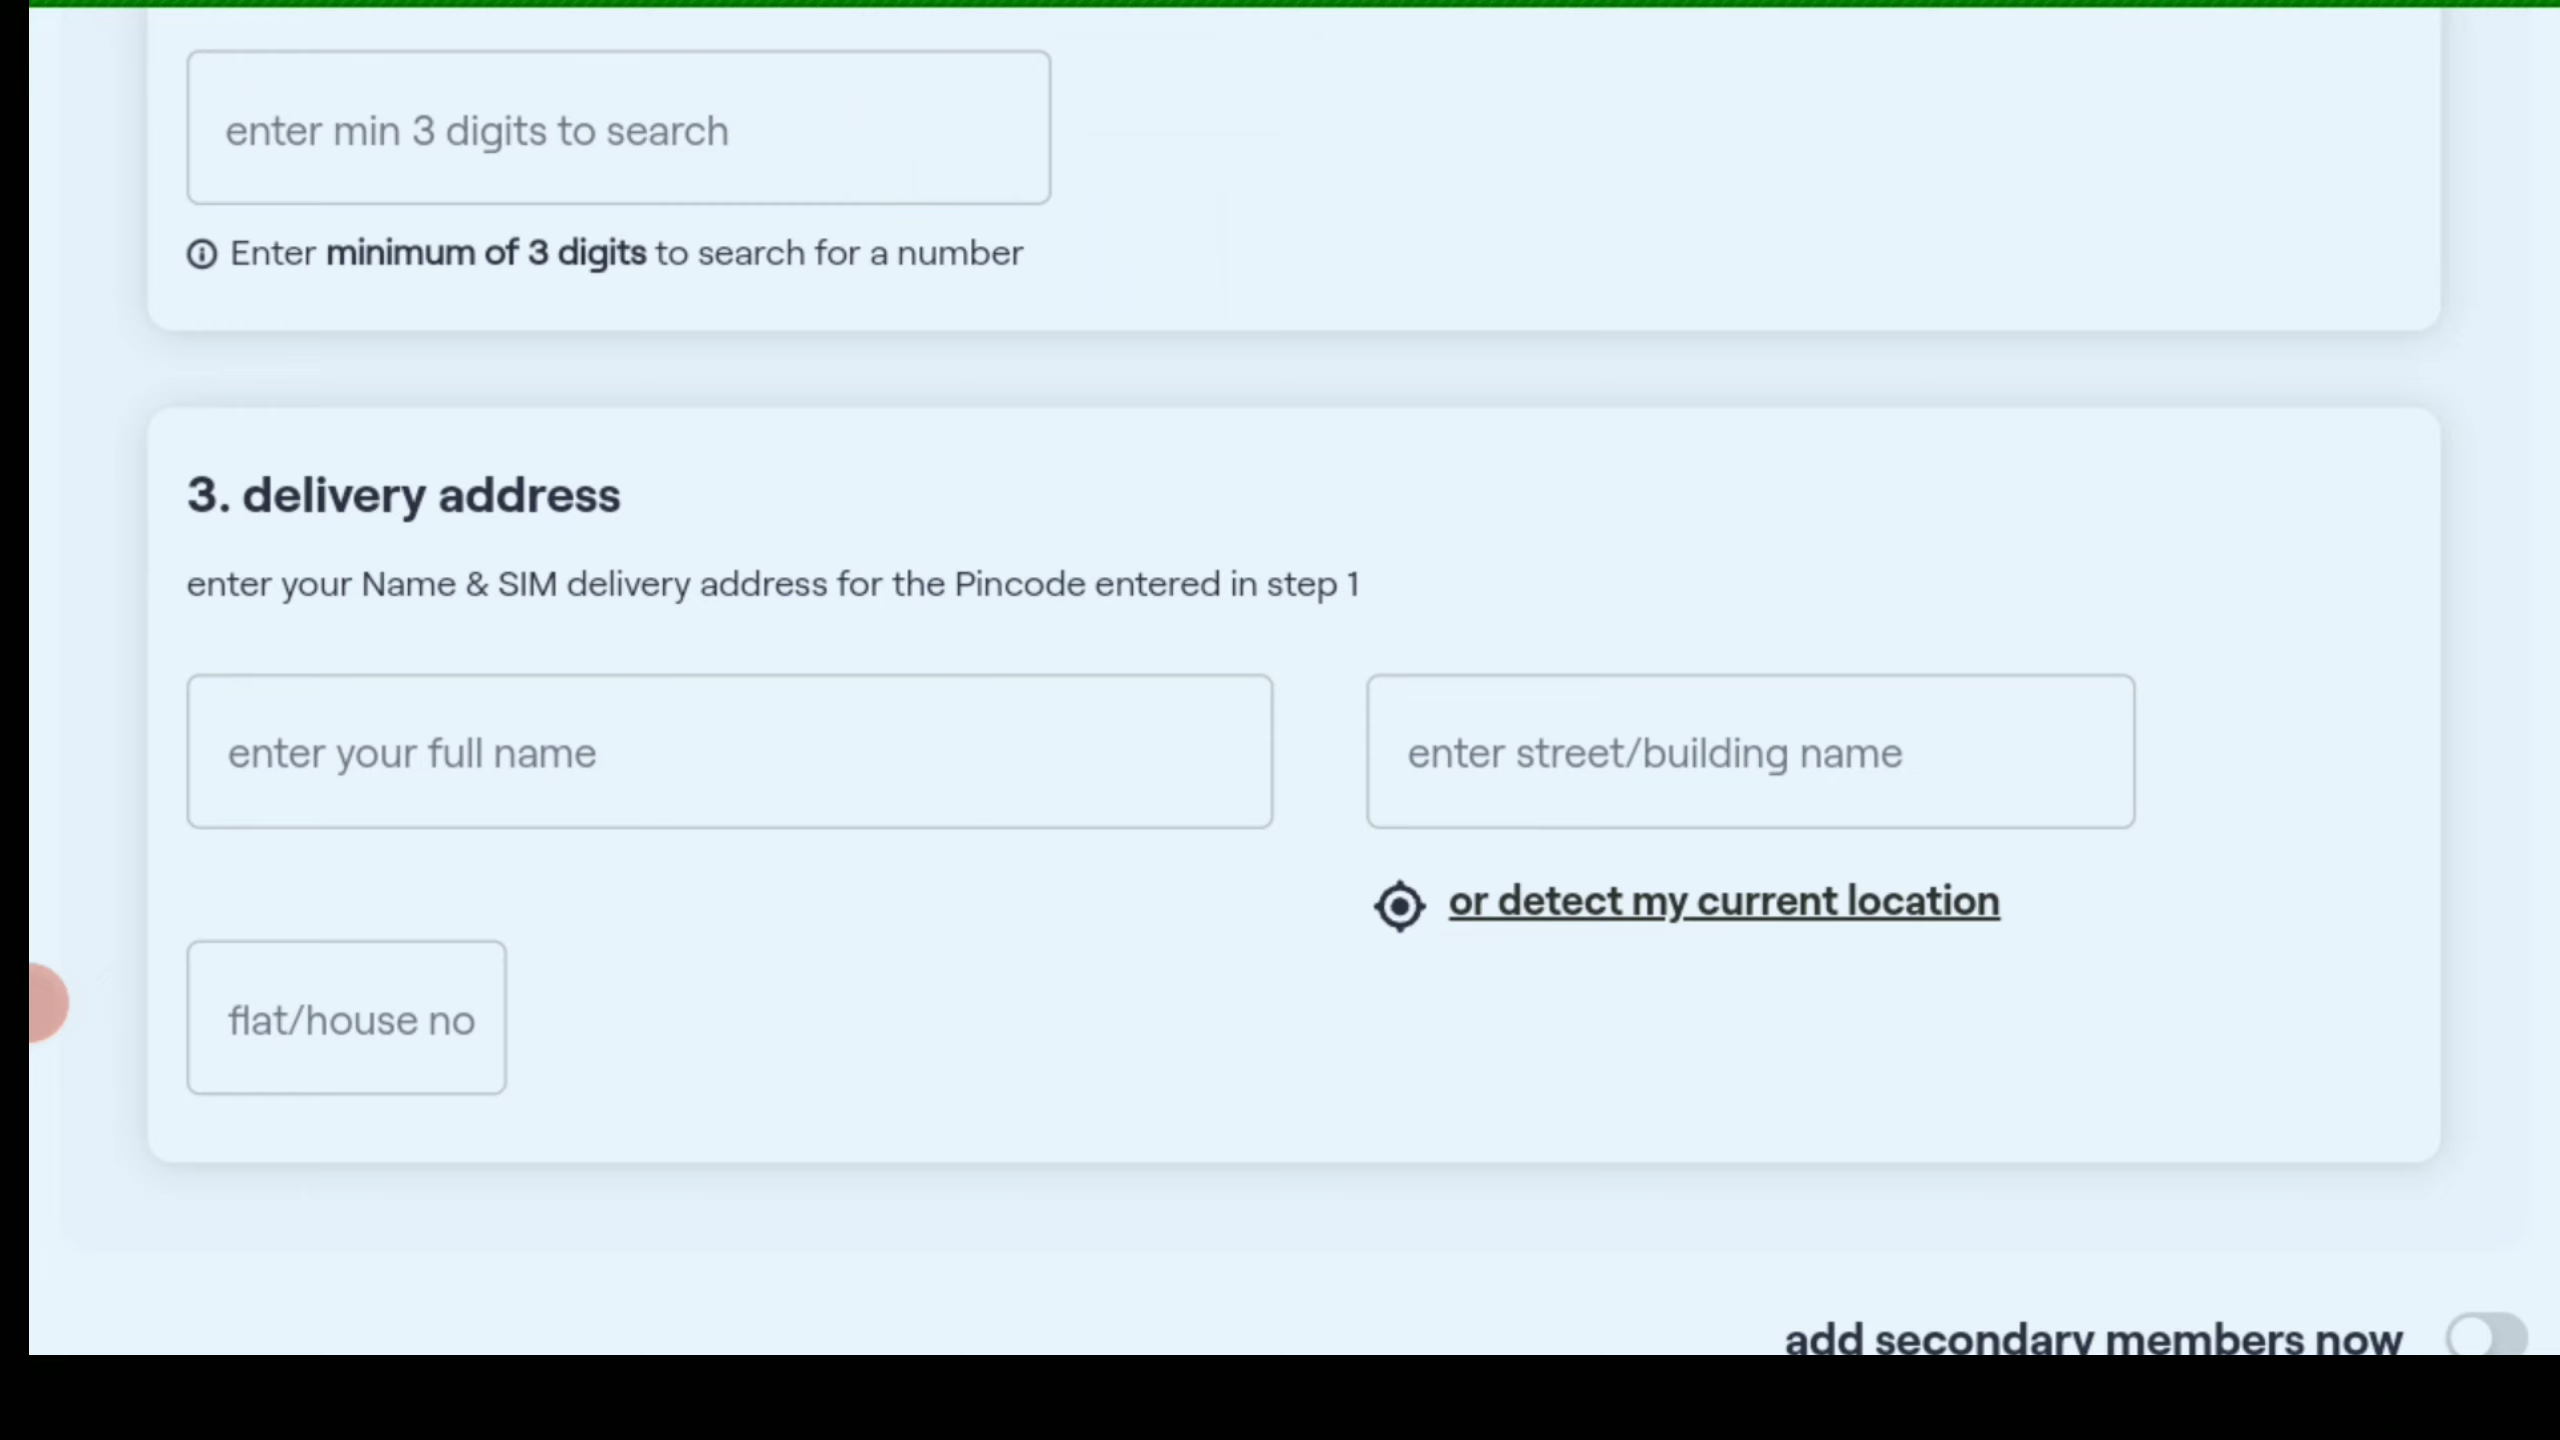 enter min 3 digits to search
Enter minimum of 3 digits to search for a number
3. delivery address
enter your Name & SIM delivery address for the Pincode entered in step 1
enter your full name
enter street/building name
or detect my current location
flat/house no
add secondary members now